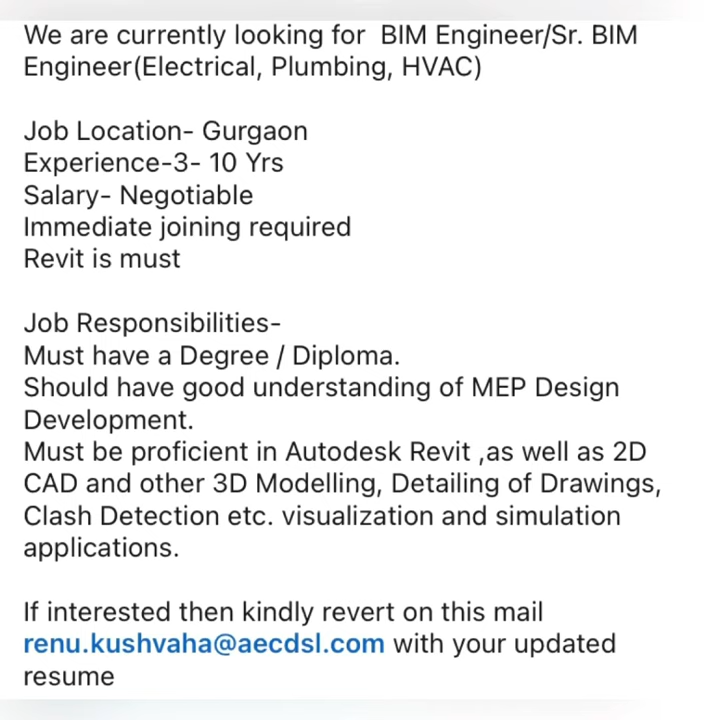 We are currently looking for  BIM Engineer/Sr. BIM
Engineer(Electrical, Plumbing, HVAC)
Job Location- Gurgaon
Experience-3- 10 Yrs
Salary- Negotiable
Immediate joining required
Revit is must
Job Responsibilities-
Must have a Degree / Diploma.
Should have good understanding of MEP Design
Development.
Must be proficient in Autodesk Revit ,as well as 2D
CAD and other 3D Modelling, Detailing of Drawings,
Clash Detection etc. visualization and simulation
applications.
If interested then kindly revert on this mail
renu.kushvaha@aecdsl.com with your updated
resume